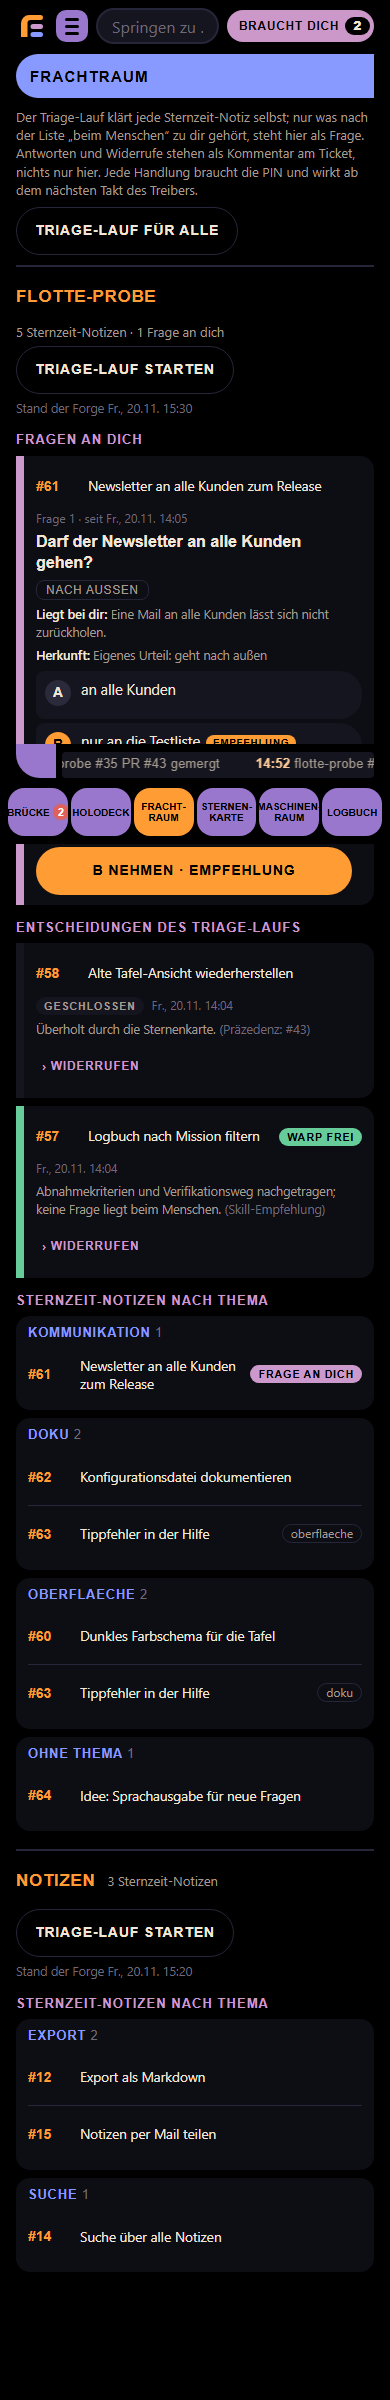 Springen zu .
BRAUCHT DICH 2
FRACHTRAUM
Der Triage-Lauf klärt jede Sternzeit-Notiz selbst; nur was nach
der Liste „beim Menschen“ zu dir gehört, steht hier als Frage.
Antworten und Widerrufe stehen als Kommentar am Ticket,
nichts nur hier. Jede Handlung braucht die PIN und wirkt ab
dem nächsten Takt des Treibers.
TRIAGE-LAUF FÜR ALLE
FLOTTE-PROBE
5 Sternzeit-Notizen · 1 Frage an dich
TRIAGE-LAUF STARTEN
Stand der Forge Fr., 20.11. 15:30
FRAGEN AN DICH
#61 Newsletter an alle Kunden zum Release
Frage 1 · seit Fr., 20.11. 14:05
Darf der Newsletter an alle Kunden
gehen?
NACH AUSSEN
Liegt bei dir: Eine Mail an alle Kunden lässt sich nicht
zurückholen.
Herkunft: Eigenes Urteil: geht nach außen
A an alle Kunden
B nur an die Testliste EMPFEHLUNG
probe #35 PR #43 gemergt 14:52 flotte-probe #
BRÜCKE 2
HOLODECK
FRACHT-
RAUM
STERNEN-
KARTE
MASCHINEN-
RAUM
LOGBUCH
B NEHMEN · EMPFEHLUNG
ENTSCHEIDUNGEN DES TRIAGE-LAUFS
#58 Alte Tafel-Ansicht wiederherstellen
GESCHLOSSEN Fr., 20.11. 14:04
Überholt durch die Sternenkarte. (Präzedenz: #43)
› WIDERRUFEN
#57 Logbuch nach Mission filtern WARP FREI
Fr., 20.11. 14:04
Abnahmekriterien und Verifikationsweg nachgetragen;
keine Frage liegt beim Menschen. (Skill-Empfehlung)
› WIDERRUFEN
STERNZEIT-NOTIZEN NACH THEMA
KOMMUNIKATION 1
#61 Newsletter an alle Kunden
zum Release
FRAGE AN DICH
DOKU 2
#62 Konfigurationsdatei dokumentieren
#63 Tippfehler in der Hilfe oberflaeche
OBERFLAECHE 2
#60 Dunkles Farbschema für die Tafel
#63 Tippfehler in der Hilfe doku
OHNE THEMA 1
#64 Idee: Sprachausgabe für neue Fragen
NOTIZEN 3 Sternzeit-Notizen
TRIAGE-LAUF STARTEN
Stand der Forge Fr., 20.11. 15:20
STERNZEIT-NOTIZEN NACH THEMA
EXPORT 2
#12 Export als Markdown
#15 Notizen per Mail teilen
SUCHE 1
#14 Suche über alle Notizen